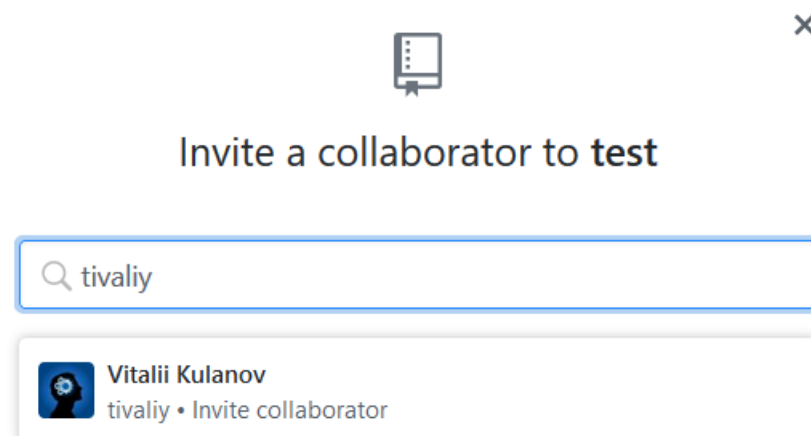 Invite a collaborator to test
tivaliy
Vitalii Kulanov
tivaliy • Invite collaborator